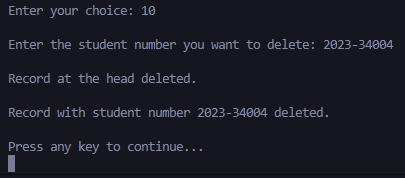 Enter your choice: 10
Enter the student number you want to delete: 2023-34004
Record at the head deleted.
Record with student number 2023-34004 deleted.
Press any key to continue...